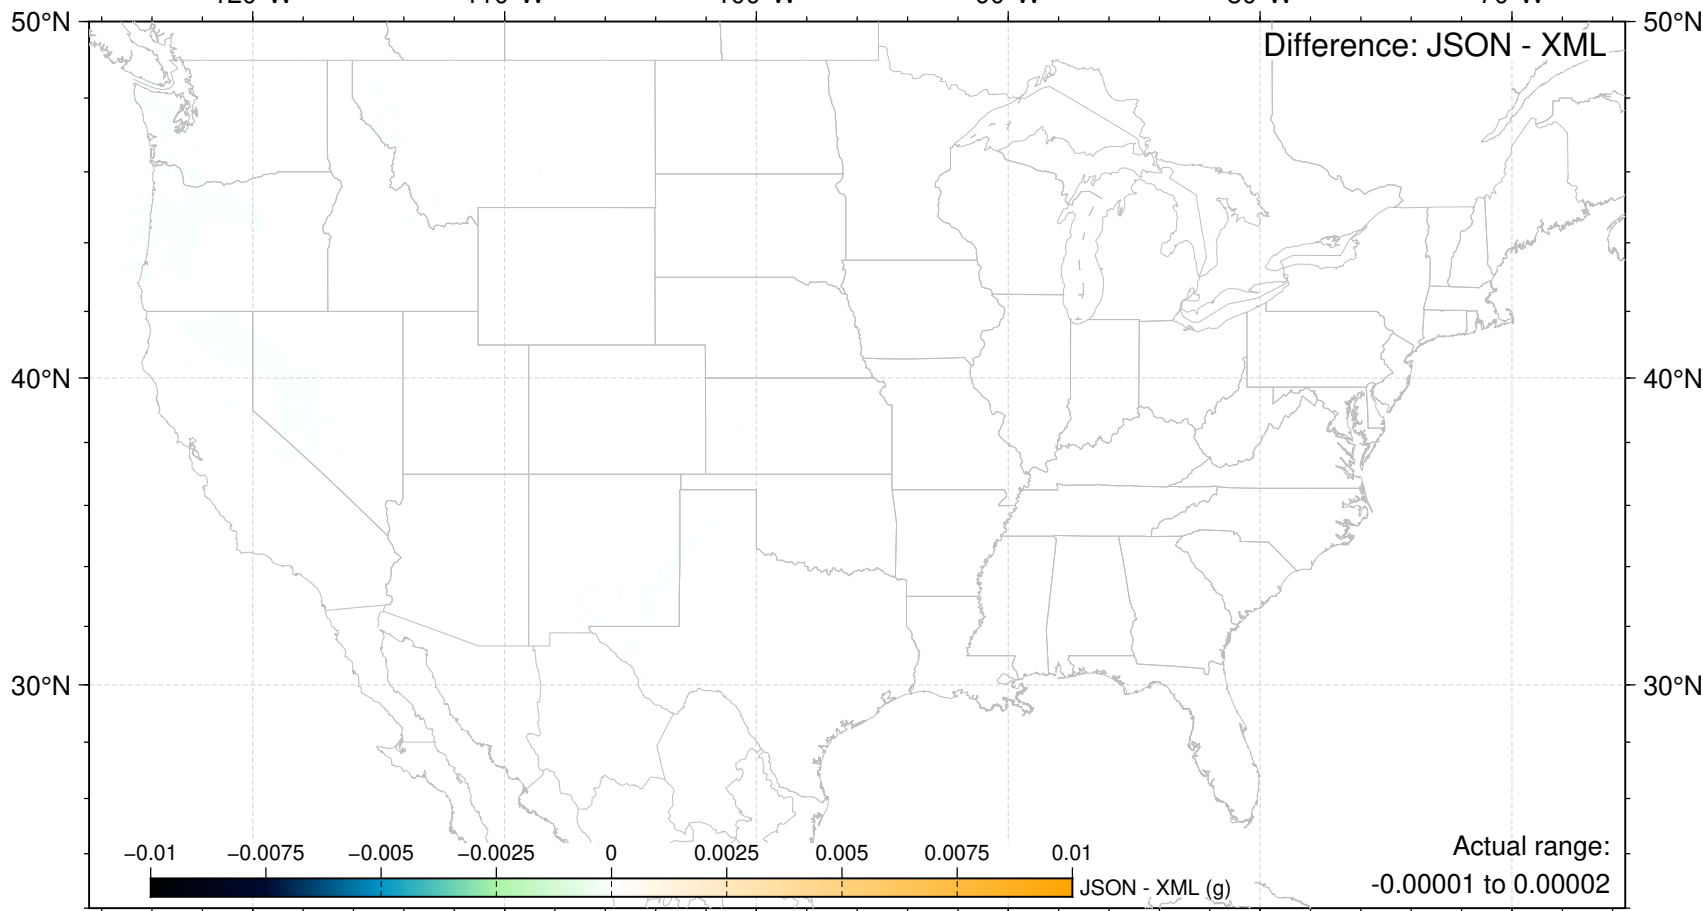 50°N
50°N
Difference: JSON - XML
40°N
40°N
30°N
30°N
−0.01 −0.0075 −0.005 −0.0025 0 0.0025 0.005 0.0075 0.01
JSON - XML (g)
Actual range:
-0.00001 to 0.00002